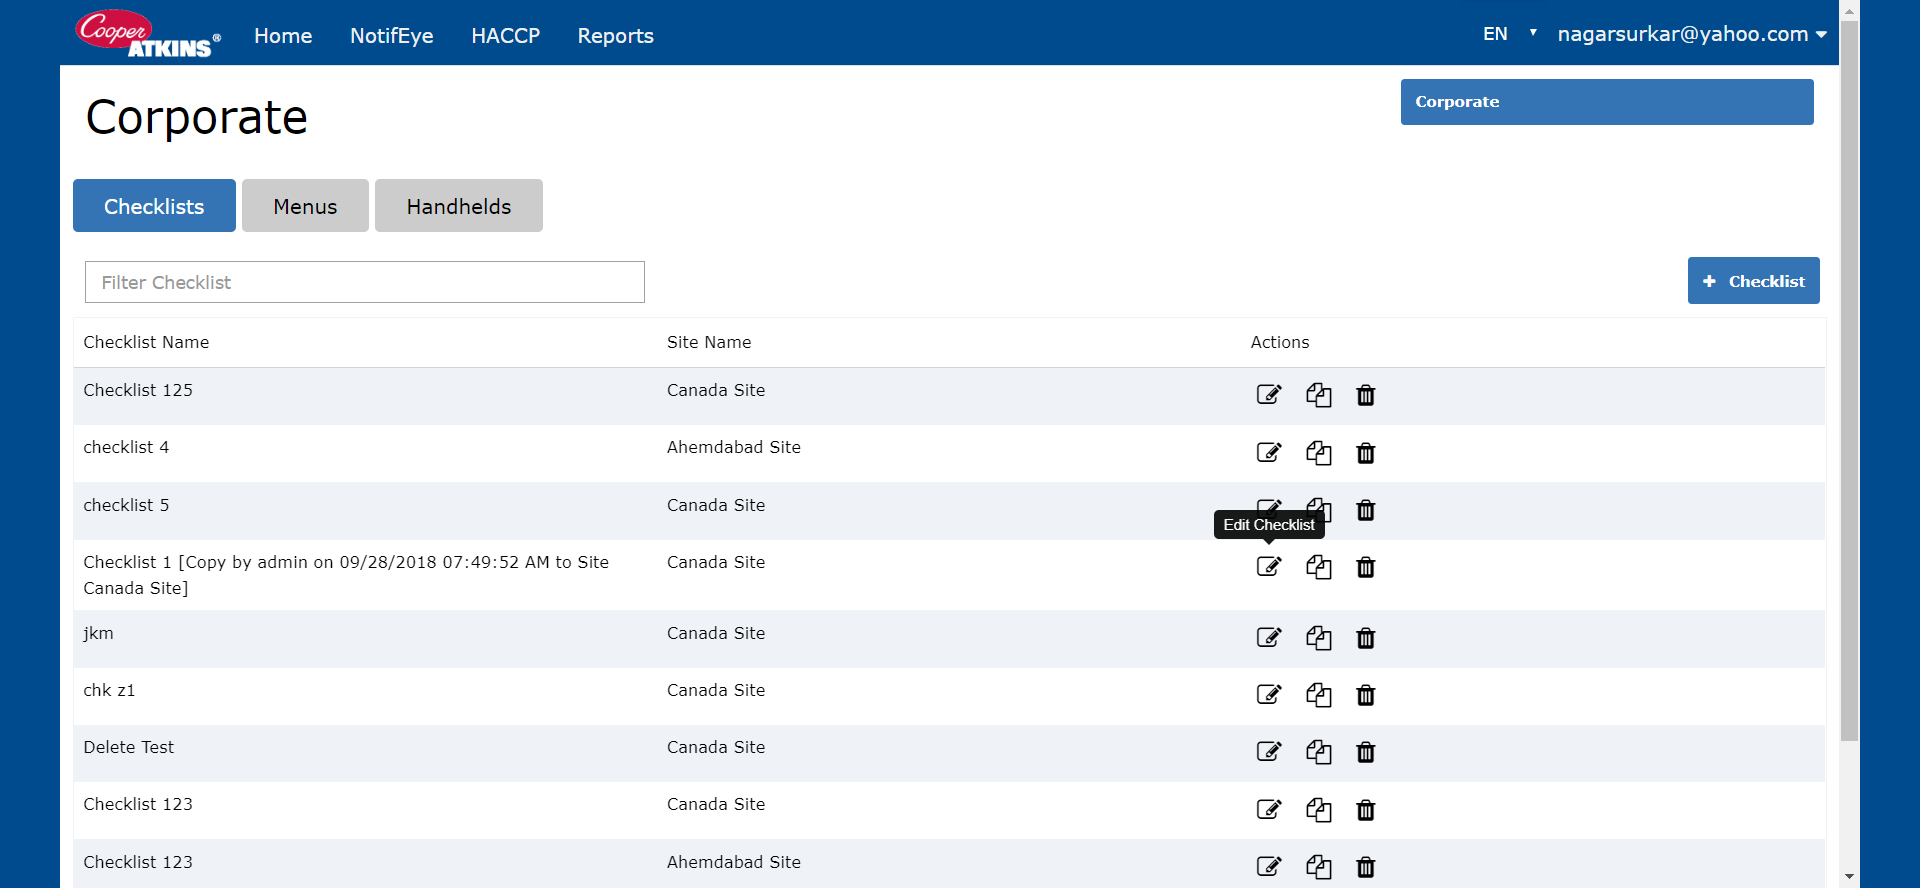 Cooper ATKINS® Home NotifEye HACCP Reports EN nagarsurkar@yahoo.com
Corporate
Corporate
Checklists Menus Handhelds
Filter Checklist
Checklist
Checklist Name Site Name Actions
Checklist 125 Canada Site
checklist 4 Ahemdabad Site
checklist 5 Canada Site
Edit Checklist
Checklist 1 [Copy by admin on 09/28/2018 07:49:52 AM to Site Canada Site
Canada Site]
jkm Canada Site
chk z1 Canada Site
Delete Test Canada Site
Checklist 123 Canada Site
Checklist 123 Ahemdabad Site